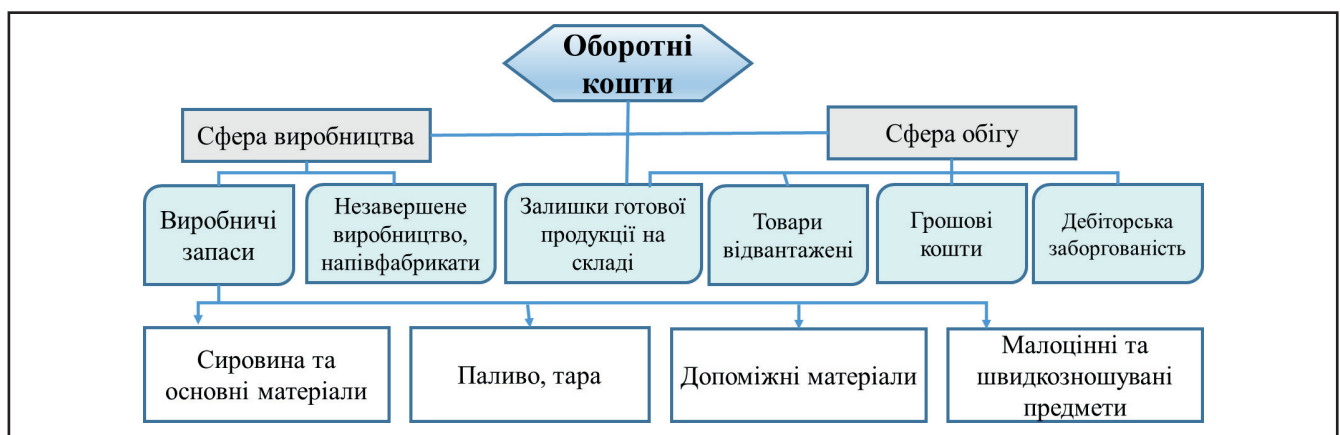 Оборотні
кошти
Сфера виробництва
Сфера обігу
Виробничі
запаси
Незавершене
виробництво,
напівфабрикати
Залишки готової
продукції на
складі
Товари
відвантажені
Грошові
кошти
Дебіторська
заборгованість
Сировина та
основні матеріали
Паливо, тара
Допоміжні матеріали
Малоцінні та
швидкозношувані
предмети